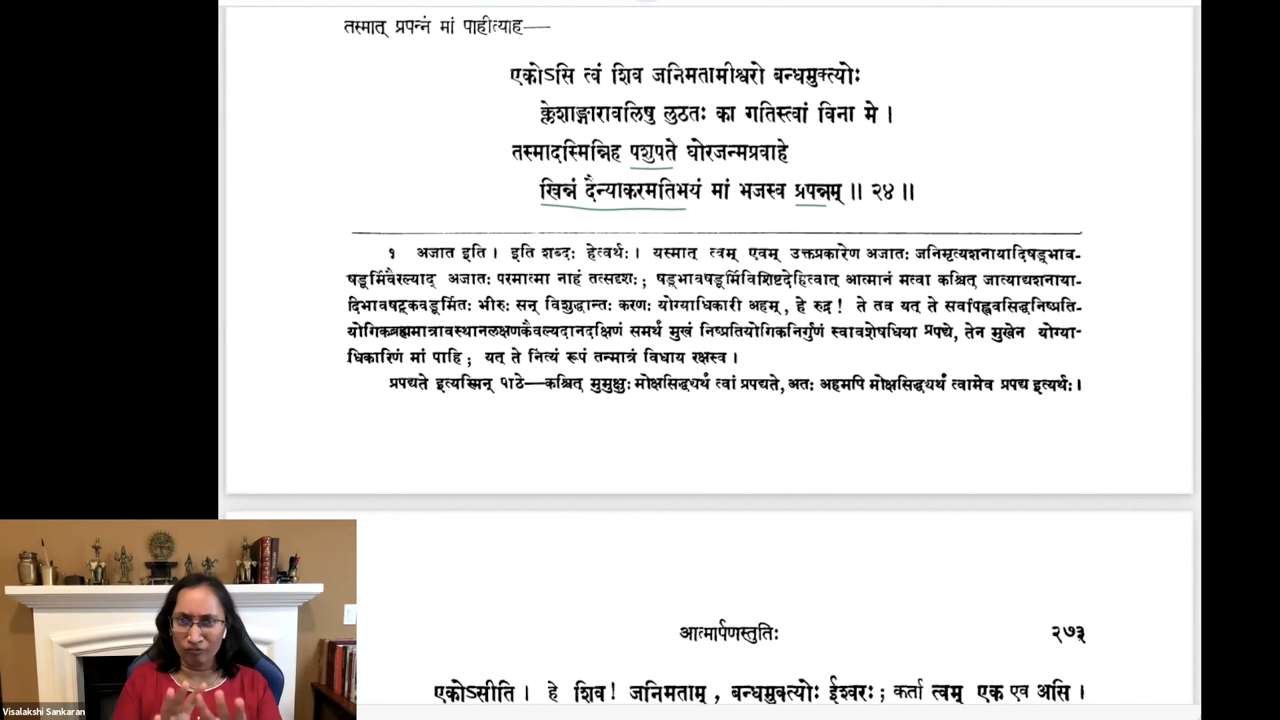 तस्मात् प्रपन्नं मां पाहीत्याह—
एकोऽसि त्वं शिव जनिमतामीश्वरो बन्धमुक्त्योः
क्लेशाङ्गारावलिषु लुठतः का गतिस्त्वां विना मे ।
तस्मादस्मिन्निह पशुपते घोरजन्मप्रवाहे
खिन्नं दैन्याकरमतिभयं मां भजस्व प्रपन्नम् ॥ २४ ॥
१ अजात इति । इति शब्दः हेत्वर्थः । यस्मात् त्वम् एवम् उक्तप्रकारेण अजातः जनिमृत्यशनायादिषड्भाव-
षडूर्मिवैरल्याद् अजातः परमात्मा नाहं तत्सदृशः; षड्भावषडूर्मिविशिष्टदेहित्वात् आत्मानं मत्वा कश्चित् जात्याद्यशनाया-
दिभावषट्कवडूर्मितः भीरुः सन् विशुद्धान्तः करणः योग्याधिकारी अहम्, हे रुद्र! ते तव यत् ते सर्वापह्नवसिद्धनिष्प्रति-
योगिकब्रह्ममात्रावस्थानलक्षणकैवल्यदानदक्षिणं समर्थं मुखं निष्प्रतियोगिकनिर्गुणं स्वावशेषधिया प्रपद्ये, तेन मुखेन योग्या-
धिकारिणं मां पाहि; यत् ते नित्यं रूपं तन्मात्रं विधाय रक्षस्व ।
प्रपद्यते इत्यस्मिन् पाठे—कश्चित् मुमुक्षुः मोक्षसिद्ध्यर्थं त्वां प्रपद्यते, अतः अहमपि मोक्षसिद्ध्यर्थं त्वामेव प्रपद्य इत्यर्थः ।
आत्मार्पणस्तुतिः २७३
एकोऽसीति । हे शिव! जनिमताम्, बन्धमुक्त्योः ईश्वरः; कर्ता त्वम् एक एव असि ।
Visalakshi Sankaran